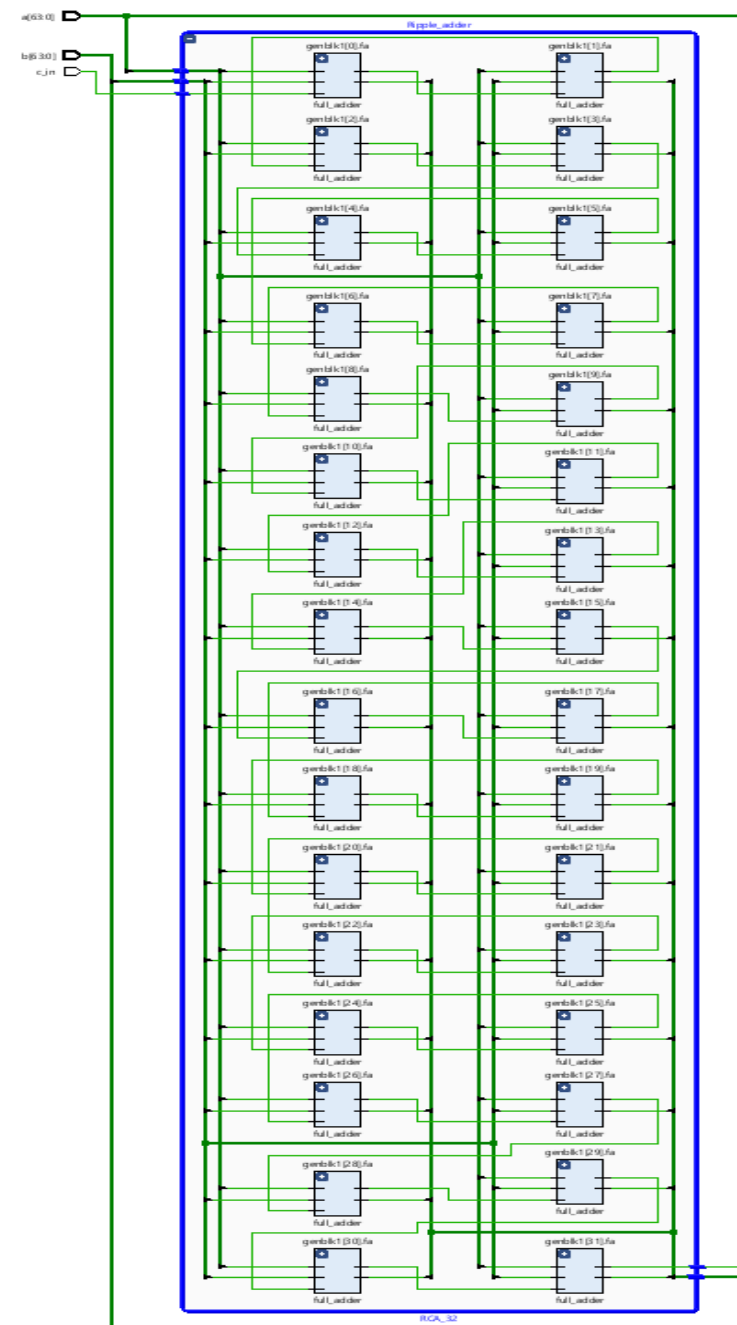 a[63:0]
Ripple_adder
b[63:0]
c_in
genblk1[0].fa
genblk1[1].fa
full_adder
full_adder
genblk1[2].fa
genblk1[3].fa
full_adder
full_adder
genblk1[4].fa
genblk1[5].fa
full_adder
full_adder
genblk1[6].fa
genblk1[7].fa
full_adder
full_adder
genblk1[8].fa
genblk1[9].fa
full_adder
full_adder
genblk1[10].fa
genblk1[11].fa
full_adder
full_adder
genblk1[12].fa
genblk1[13].fa
full_adder
full_adder
genblk1[14].fa
genblk1[15].fa
full_adder
full_adder
genblk1[16].fa
genblk1[17].fa
full_adder
full_adder
genblk1[18].fa
genblk1[19].fa
full_adder
full_adder
genblk1[20].fa
genblk1[21].fa
full_adder
full_adder
genblk1[22].fa
genblk1[23].fa
full_adder
full_adder
genblk1[24].fa
genblk1[25].fa
full_adder
full_adder
genblk1[26].fa
genblk1[27].fa
full_adder
full_adder
genblk1[28].fa
genblk1[29].fa
full_adder
full_adder
genblk1[30].fa
genblk1[31].fa
full_adder
full_adder
RCA_32